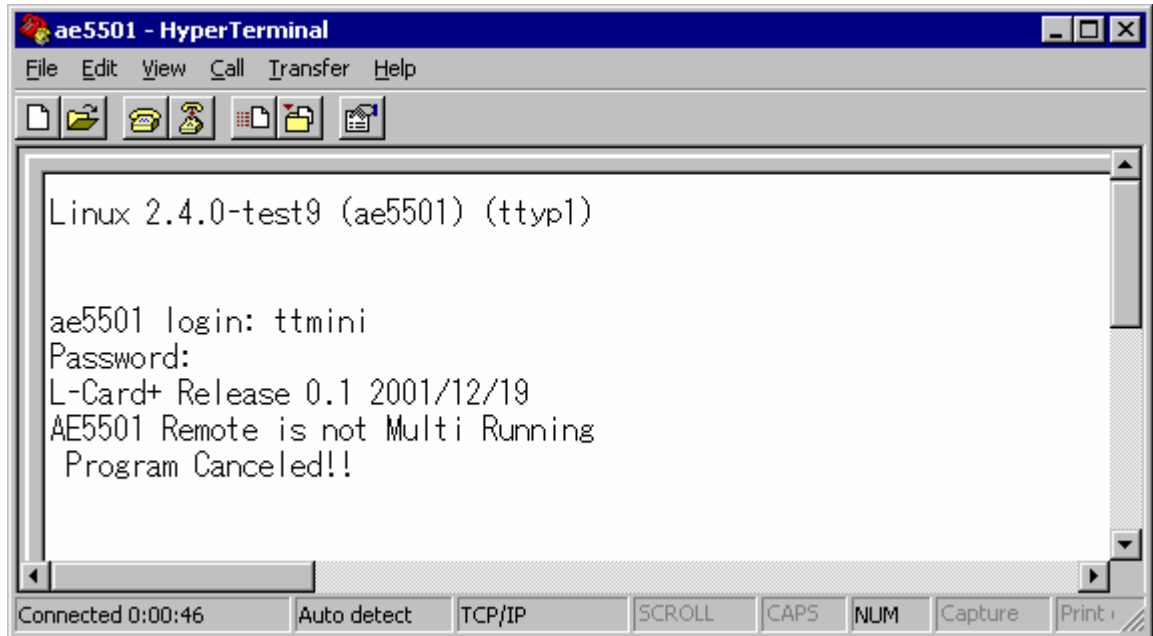 ae5501 - HyperTerminal
File Edit View Call Transfer Help
Linux 2.4.0-test9 (ae5501) (ttyp1)
ae5501 login: ttmini
Password:
L-Card+ Release 0.1 2001/12/19
AE5501 Remote is not Multi Running
Program Canceled!!
Connected 0:00:46 Auto detect TCP/IP SCROLL CAPS NUM Capture Print